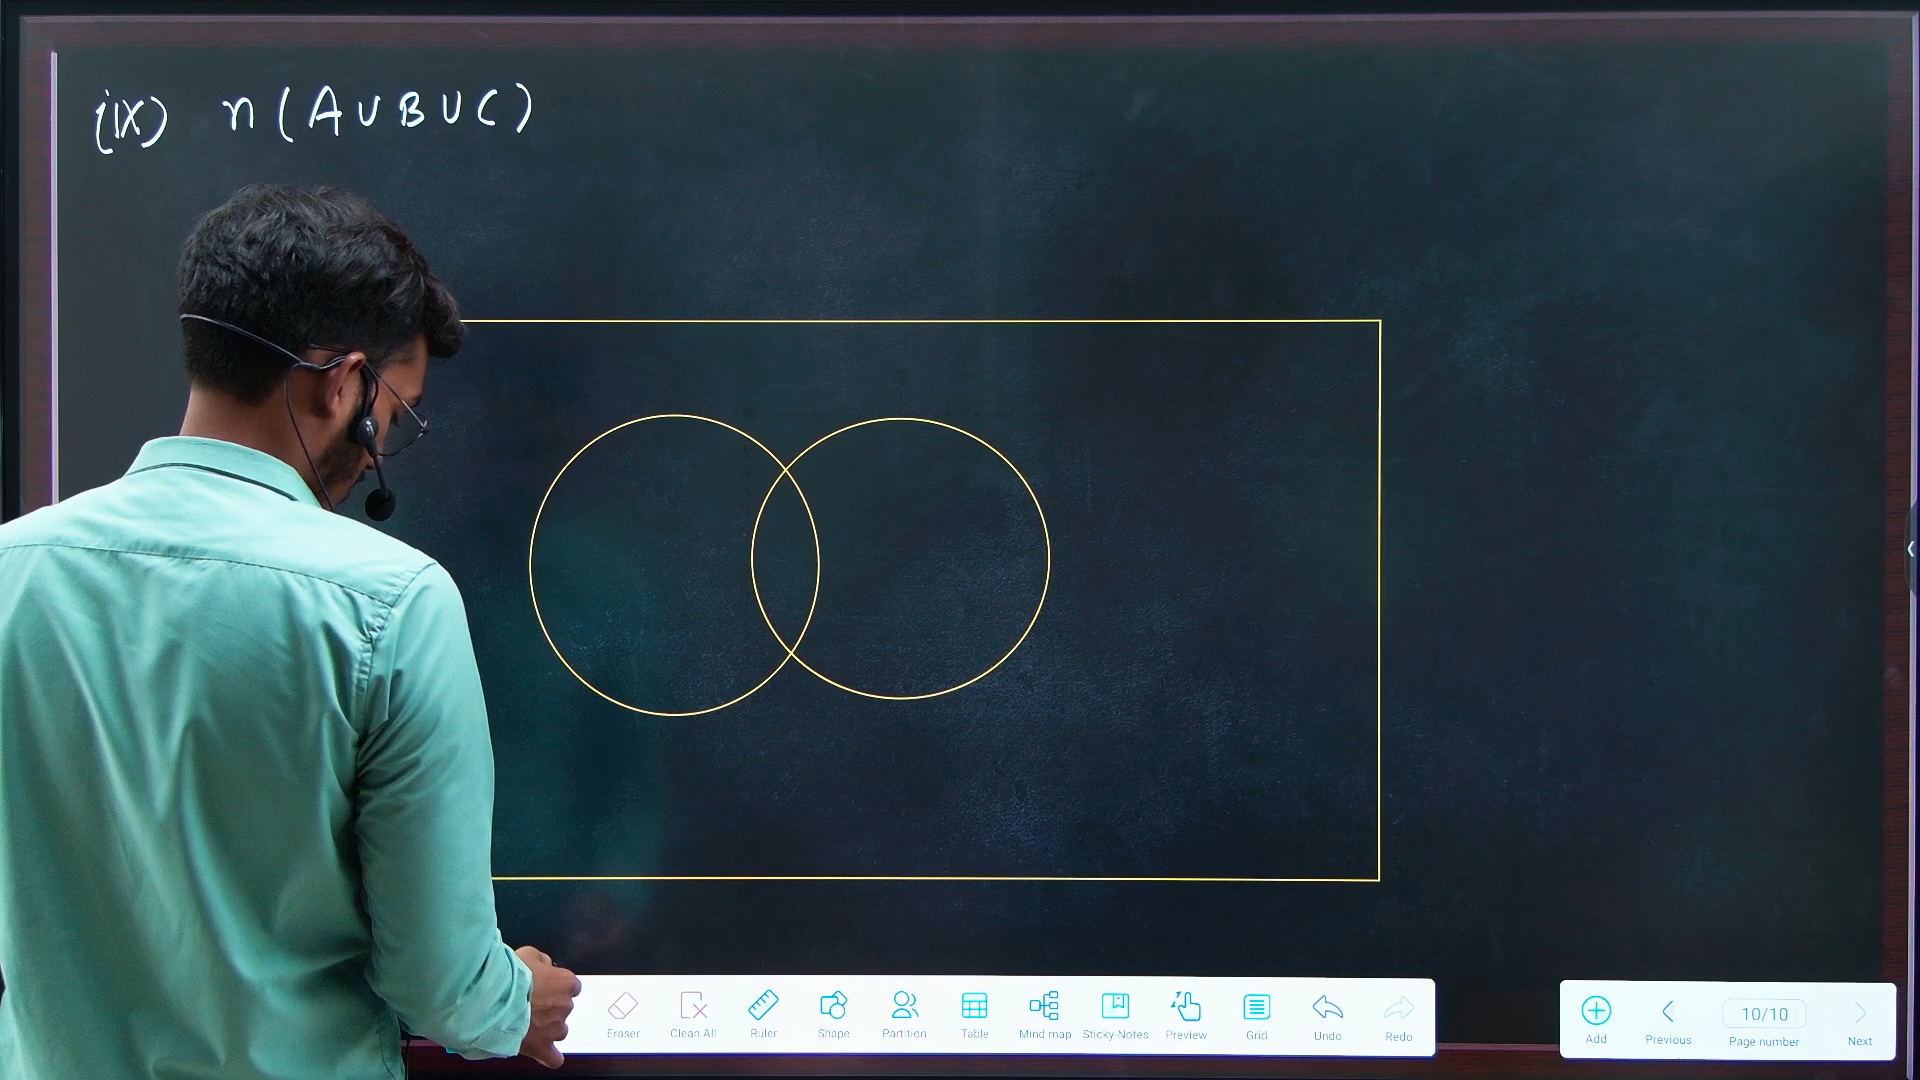 (ix) n(AUBUC)
Eraser Clean All Ruler Shape Partition Table Mind map Sticky-Notes Preview Grid Undo Redo
Add Previous 10/10 Page number Next